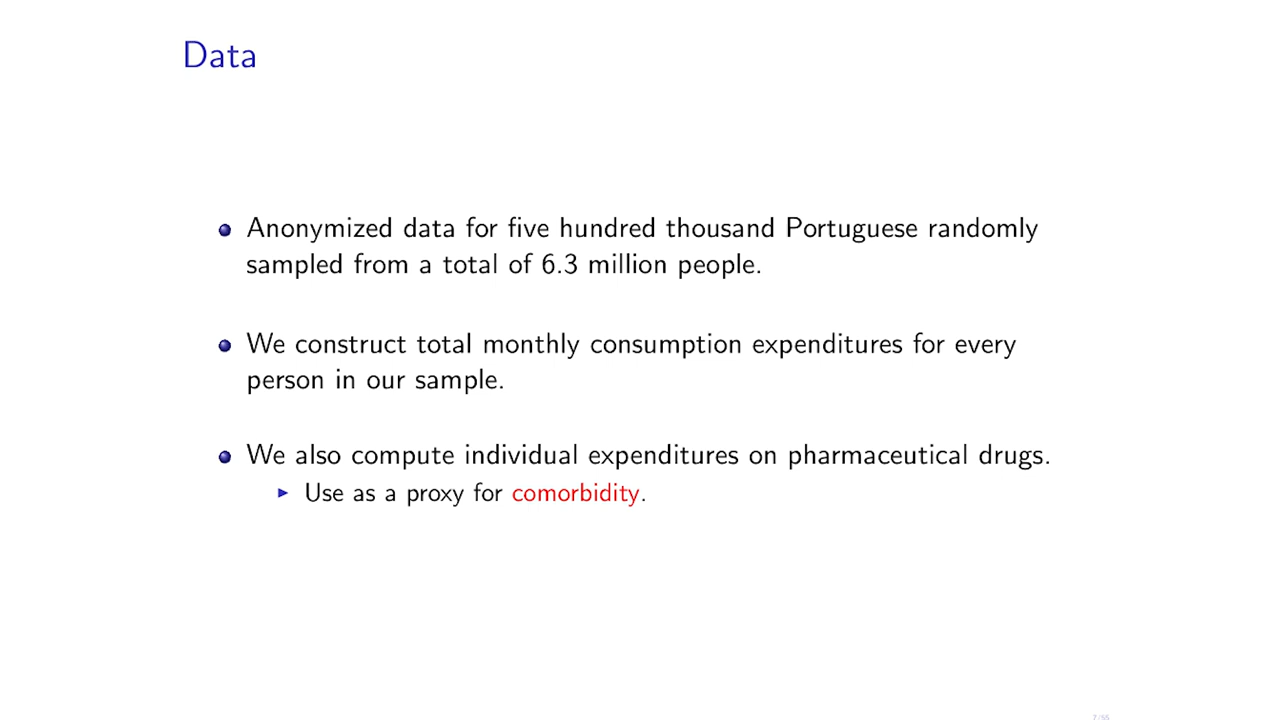 Data
Anonymized data for five hundred thousand Portuguese randomly
sampled from a total of 6.3 million people.
We construct total monthly consumption expenditures for every
person in our sample.
We also compute individual expenditures on pharmaceutical drugs.
Use as a proxy for comorbidity.